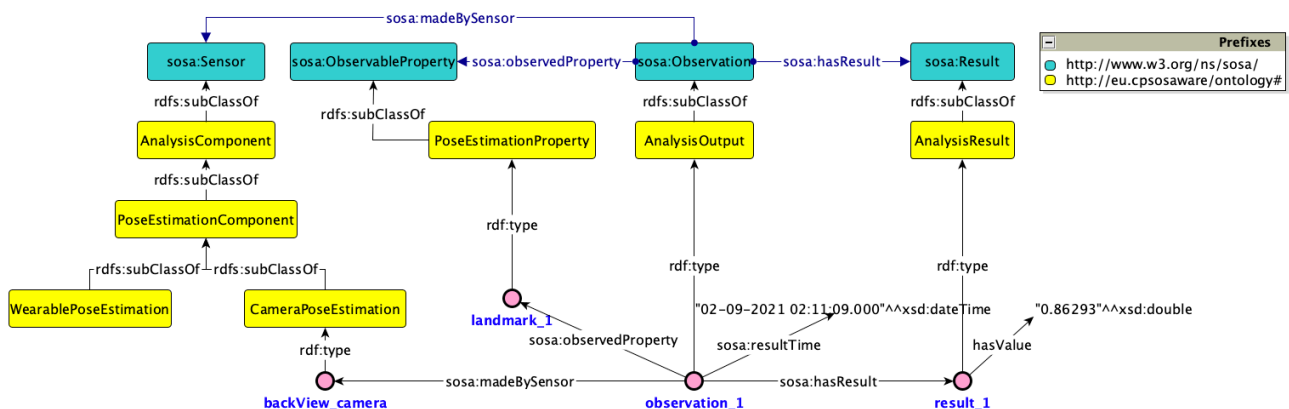 sosa:madeBySensor
Prefixes
http://www.w3.org/ns/sosa/
http://eu.cpsosaware/ontology#
sosa:Sensor
sosa:ObservableProperty
sosa:observedProperty
sosa:Observation
sosa:hasResult
sosa:Result
rdfs:subClassOf
rdfs:subClassOf
rdfs:subClassOf
rdfs:subClassOf
AnalysisComponent
PoseEstimationProperty
AnalysisOutput
AnalysisResult
rdfs:subClassOf
PoseEstimationComponent
rdf:type
rdfs:subClassOf
rdfs:subClassOf
rdf:type
rdf:type
WearablePoseEstimation
CameraPoseEstimation
landmark_1
"02-09-2021 02:11:09.000"^^xsd:dateTime
"0.86293"^^xsd:double
rdf:type
sosa:observedProperty
sosa:resultTime
hasValue
sosa:madeBySensor
sosa:hasResult
backView_camera
observation_1
result_1